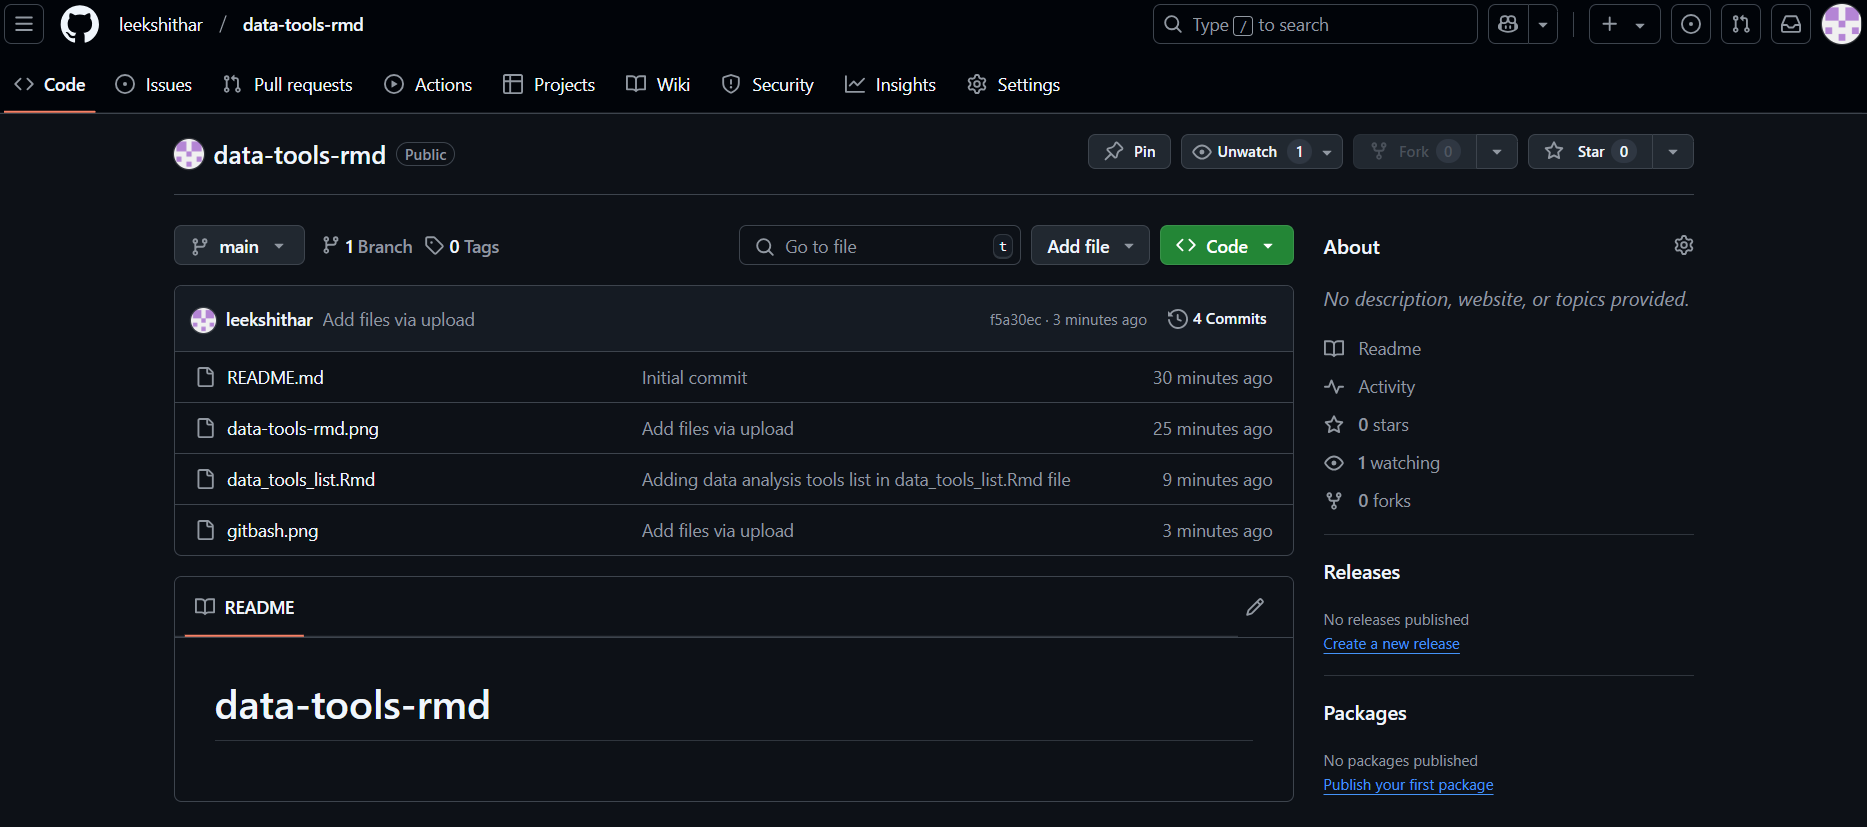 leekshithar / data-tools-rmd
Type / to search
Code Issues Pull requests Actions Projects Wiki Security Insights Settings
data-tools-rmd Public
Pin Unwatch 1 Fork 0 Star 0
main 1 Branch 0 Tags Go to file t Add file Code
leekshithar Add files via upload f5a30ec · 3 minutes ago 4 Commits
README.md Initial commit 30 minutes ago
data-tools-rmd.png Add files via upload 25 minutes ago
data_tools_list.Rmd Adding data analysis tools list in data_tools_list.Rmd file 9 minutes ago
gitbash.png Add files via upload 3 minutes ago
README
data-tools-rmd
About
No description, website, or topics provided.
Readme
Activity
0 stars
1 watching
0 forks
Releases
No releases published
Create a new release
Packages
No packages published
Publish your first package